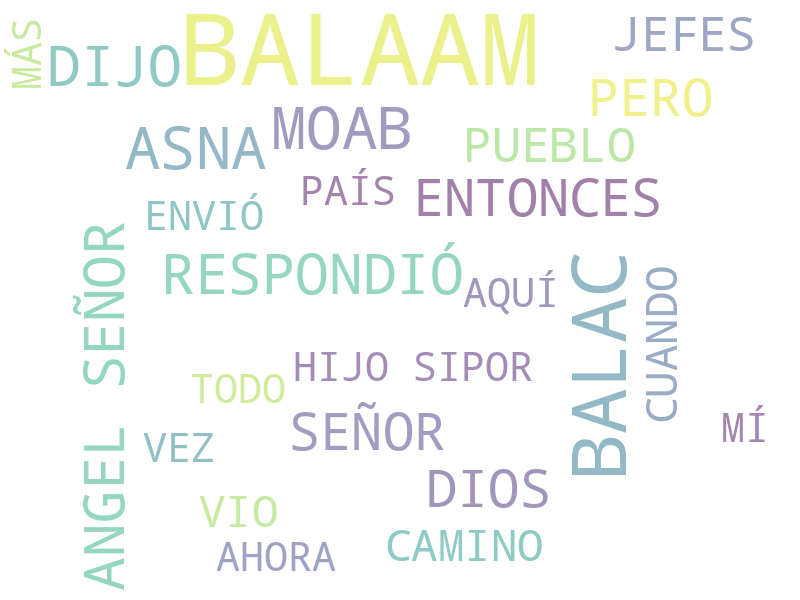 BALAAM
JEFES
MÁS
DIJO
PERO
MOAB
ASNA
PUEBLO
PAÍS
ENTONCES
ENVIÓ
RESPONDIÓ
AQUÍ
ANGEL SEÑOR
BALAC
CUANDO
HIJO SIPOR
TODO
SEÑOR
MÍ
VEZ
DIOS
VIO
CAMINO
AHORA